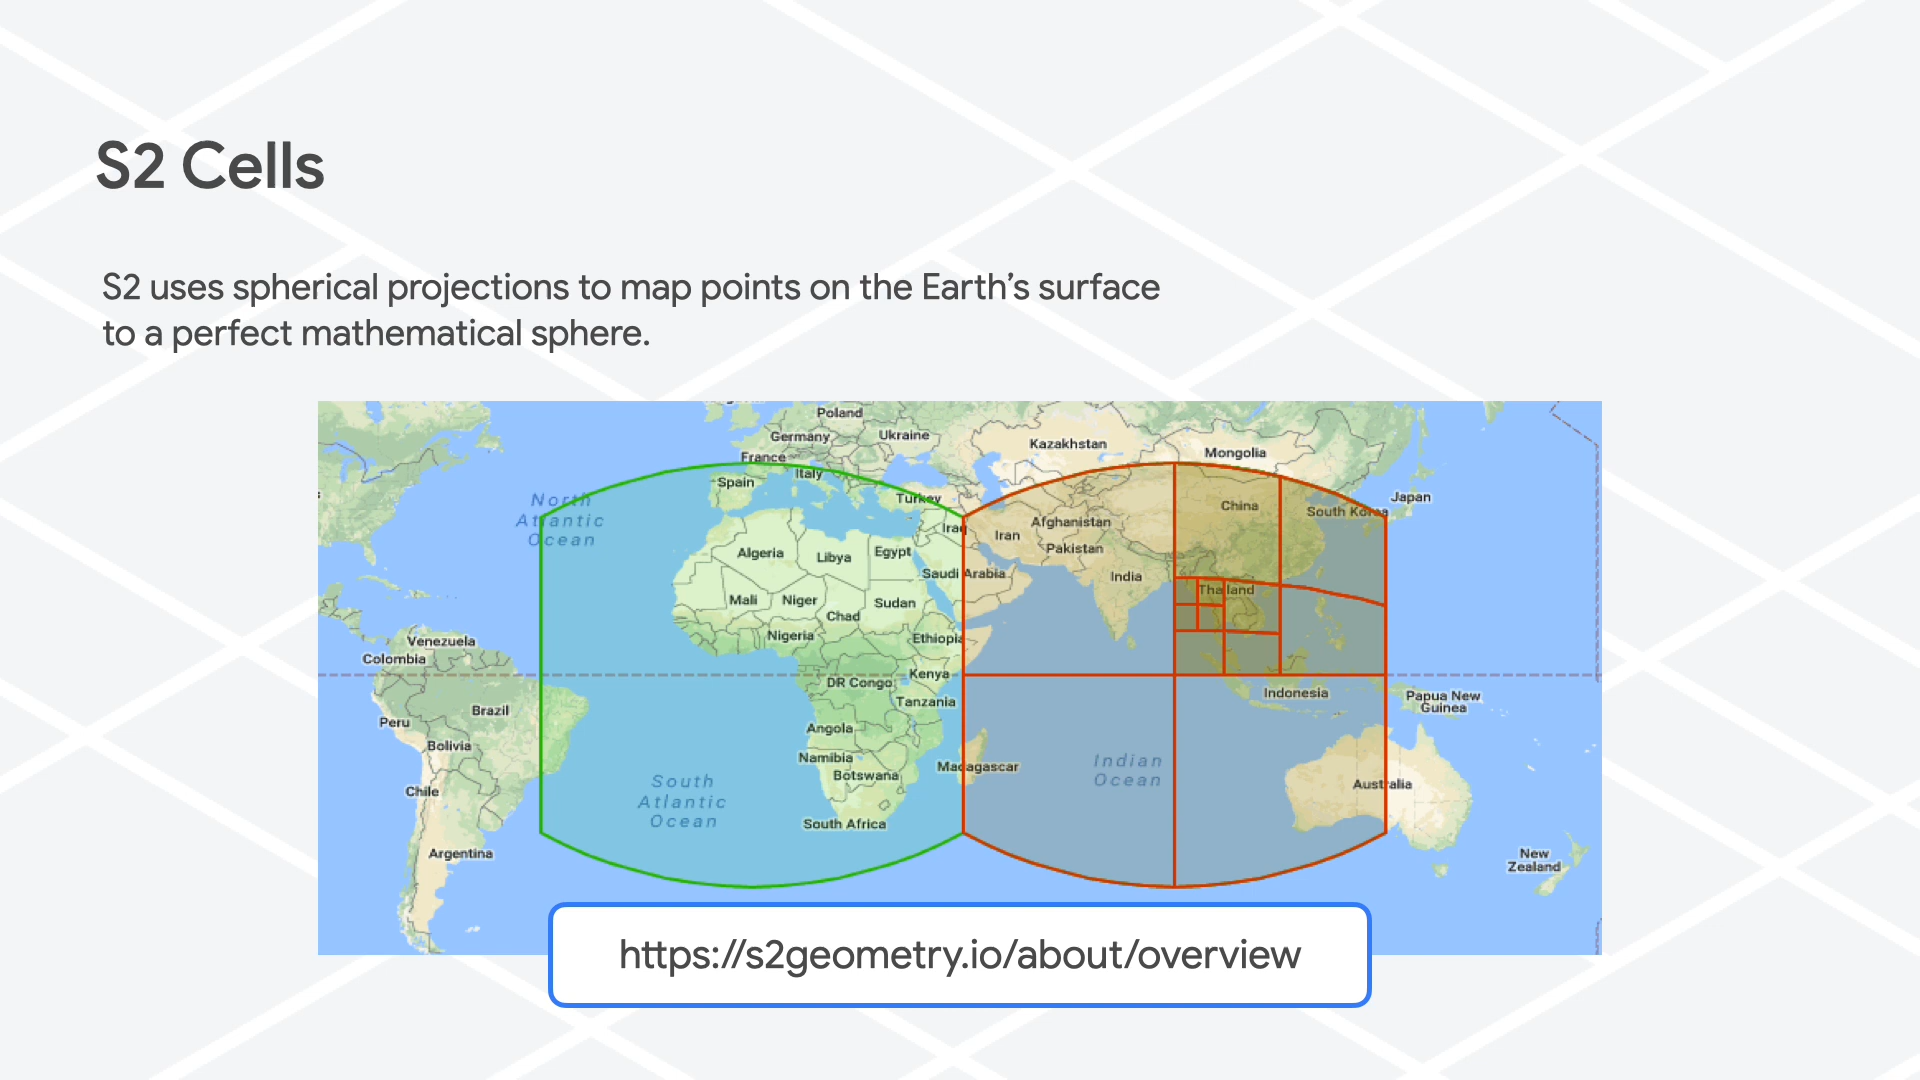 S2 Cells
S2 uses spherical projections to map points on the Earth’s surface
to a perfect mathematical sphere.
Poland
Germany
Ukraine
Kazakhstan
Mongolia
France
Italy
Spain
Turkey
North
Atlantic
Ocean
China
Japan
South Korea
Iraq
Iran
Afghanistan
Pakistan
Algeria
Libya
Egypt
Saudi Arabia
India
Thailand
Mali
Niger
Chad
Sudan
Nigeria
Ethiopia
Venezuela
Colombia
DR Congo
Kenya
Tanzania
Indonesia
Papua New
Guinea
Brazil
Peru
Bolivia
Angola
Namibia
Botswana
Madagascar
Indian
Ocean
Australia
Chile
South
Atlantic
Ocean
South Africa
Argentina
New
Zealand
https://s2geometry.io/about/overview